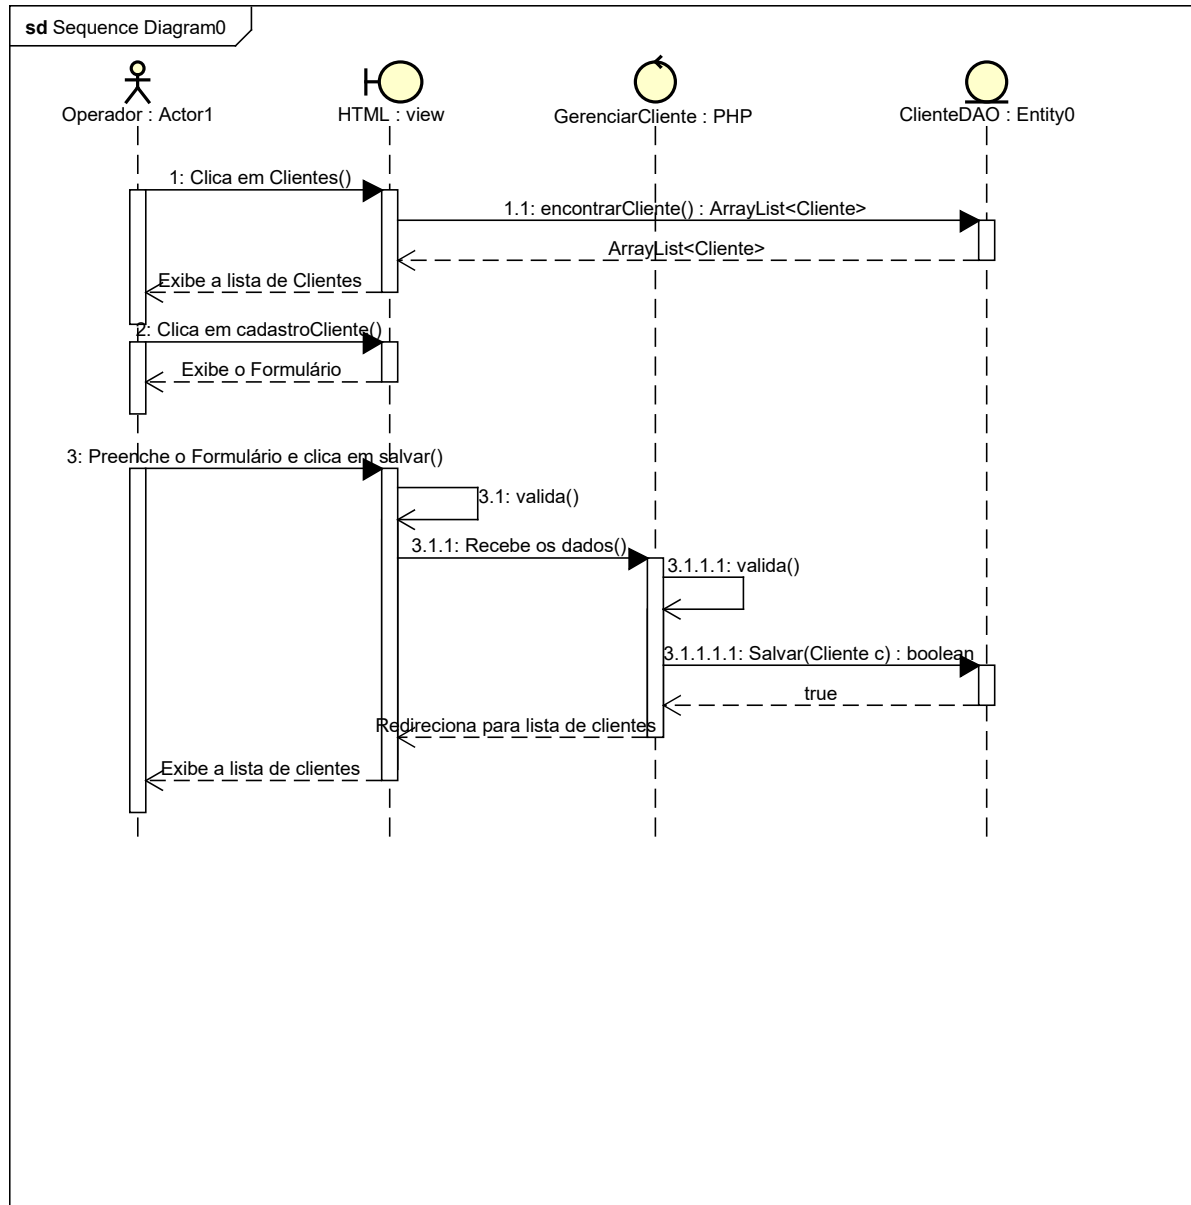 sd Sequence Diagram0
Operador : Actor1
HTML : view
GerenciarCliente : PHP
ClienteDAO : Entity0
1: Clica em Clientes()
1.1: encontrarCliente() : ArrayList<Cliente>
ArrayList<Cliente>
Exibe a lista de Clientes
2: Clica em cadastroCliente()
Exibe o Formulário
3: Preenche o Formulário e clica em salvar()
3.1: valida()
3.1.1: Recebe os dados()
3.1.1.1: valida()
3.1.1.1.1: Salvar(Cliente c) : boolean
true
Redireciona para lista de clientes
Exibe a lista de clientes